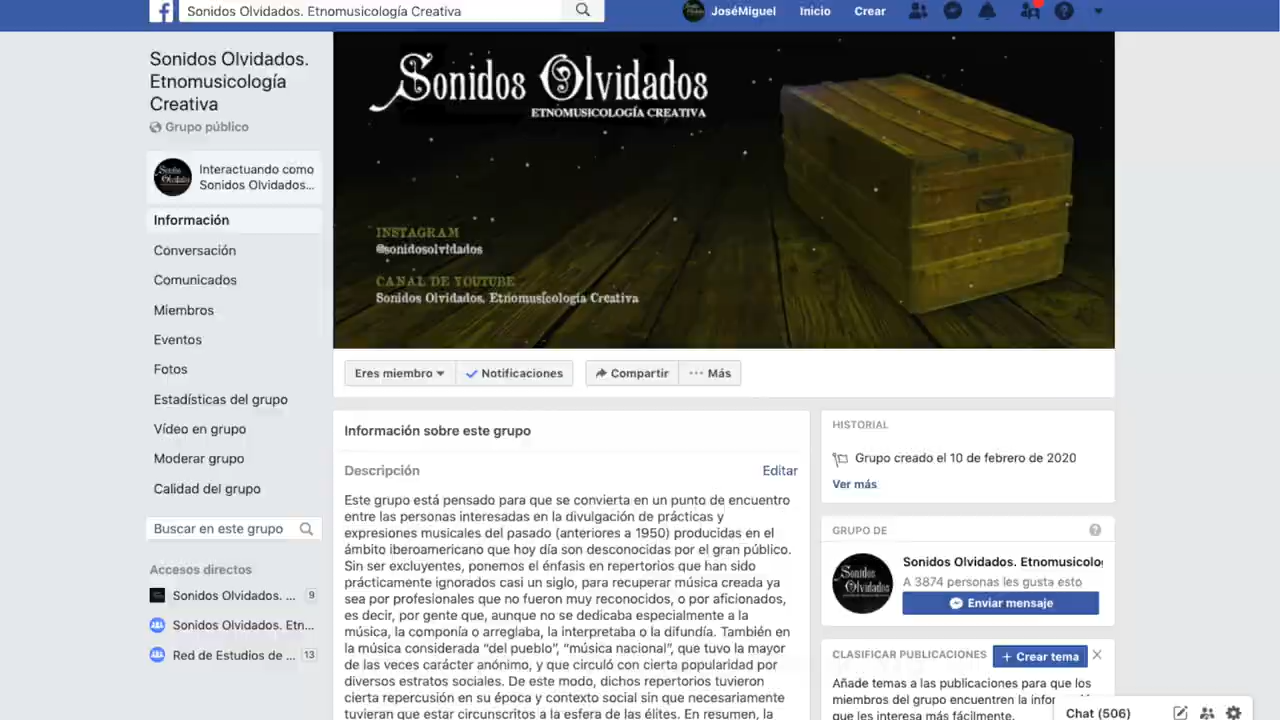 Sonidos Olvidados. Etnomusicología Creativa
JoséMiguel
Inicio
Crear
Sonidos Olvidados.
Etnomusicología
Creativa
Grupo público
Interactuando como
Sonidos Olvidados...
Información
Conversación
Comunicados
Miembros
Eventos
Fotos
Estadísticas del grupo
Vídeo en grupo
Moderar grupo
Calidad del grupo
Buscar en este grupo
Accesos directos
Sonidos Olvidados. ... 9
Sonidos Olvidados. Etn...
Red de Estudios de ... 13
Sonidos Olvidados
ETNOMUSICOLOGÍA CREATIVA
INSTAGRAM
@sonidosolvidados
CANAL DE YOUTUBE
Sonidos Olvidados. Etnomusicología Creativa
Eres miembro
Notificaciones
Compartir
Más
Información sobre este grupo
Descripción
Editar
Este grupo está pensado para que se convierta en un punto de encuentro
entre las personas interesadas en la divulgación de prácticas y
expresiones musicales del pasado (anteriores a 1950) producidas en el
ámbito iberoamericano que hoy día son desconocidas por el gran público.
Sin ser excluyentes, ponemos el énfasis en repertorios que han sido
prácticamente ignorados casi un siglo, para recuperar música creada ya
sea por profesionales que no fueron muy reconocidos, o por aficionados,
es decir, por gente que, aunque no se dedicaba especialmente a la
música, la componía o arreglaba, la interpretaba o la difundía. También en
la música considerada “del pueblo”, “música nacional”, que tuvo la mayor
de las veces carácter anónimo, y que circuló con cierta popularidad por
diversos estratos sociales. De este modo, dichos repertorios tuvieron
cierta repercusión en su época y contexto social sin que necesariamente
tuvieran que estar circunscritos a la esfera de las élites. En resumen, la
HISTORIAL
Grupo creado el 10 de febrero de 2020
Ver más
GRUPO DE
Sonidos Olvidados. Etnomusicolog
A 3874 personas les gusta esto
Enviar mensaje
CLASIFICAR PUBLICACIONES
+ Crear tema
Añade temas a las publicaciones para que los
miembros del grupo encuentren la infor
que les interesa más fácilmente.
Chat (506)